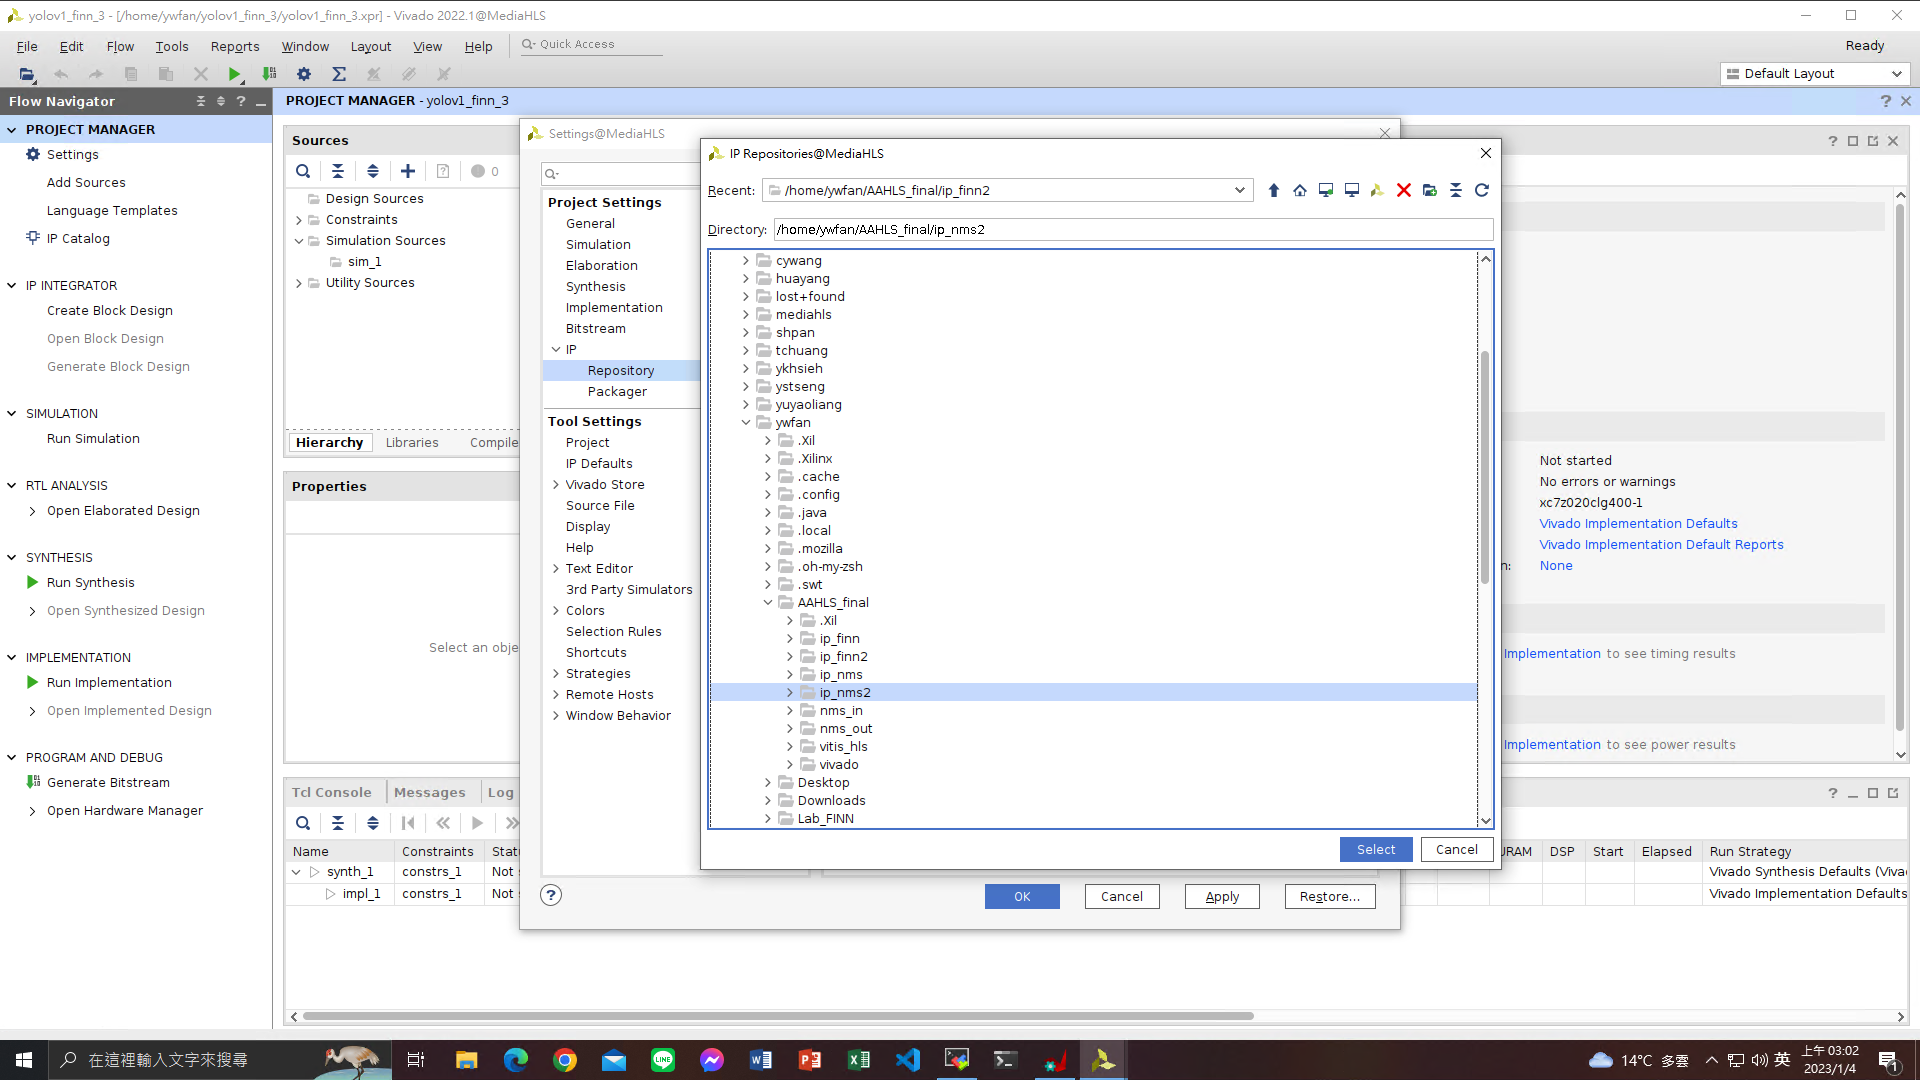 yolov1_finn_3 - [/home/ywfan/yolov1_finn_3/yolov1_finn_3.xpr] - Vivado 2022.1@MediaHLS
File Edit Flow Tools Reports Window Layout View Help Quick Access
Ready
Default Layout
Flow Navigator
PROJECT MANAGER
Settings
Add Sources
Language Templates
IP Catalog
IP INTEGRATOR
Create Block Design
Open Block Design
Generate Block Design
SIMULATION
Run Simulation
RTL ANALYSIS
Open Elaborated Design
SYNTHESIS
Run Synthesis
Open Synthesized Design
IMPLEMENTATION
Run Implementation
Open Implemented Design
PROGRAM AND DEBUG
Generate Bitstream
Open Hardware Manager
PROJECT MANAGER - yolov1_finn_3
Sources
0
Design Sources
Constraints
Simulation Sources
sim_1
Utility Sources
Hierarchy Libraries Compile
Properties
Select an obje
Tcl Console Messages Log
Name Constraints Statu
synth_1 constrs_1 Not s
impl_1 constrs_1 Not s
Settings@MediaHLS
Project Settings
General
Simulation
Elaboration
Synthesis
Implementation
Bitstream
IP
Repository
Packager
Tool Settings
Project
IP Defaults
Vivado Store
Source File
Display
Help
Text Editor
3rd Party Simulators
Colors
Selection Rules
Shortcuts
Strategies
Remote Hosts
Window Behavior
OK Cancel Apply Restore...
IP Repositories@MediaHLS
Recent: /home/ywfan/AAHLS_final/ip_finn2
Directory: /home/ywfan/AAHLS_final/ip_nms2
cywang
huayang
lost+found
mediahls
shpan
tchuang
ykhsieh
ystseng
yuyaoliang
ywfan
.Xil
.Xilinx
.cache
.config
.java
.local
.mozilla
.oh-my-zsh
.swt
AAHLS_final
.Xil
ip_finn
ip_finn2
ip_nms
ip_nms2
nms_in
nms_out
vitis_hls
vivado
Desktop
Downloads
Lab_FINN
Select Cancel
Not started
No errors or warnings
xc7z020clg400-1
Vivado Implementation Defaults
Vivado Implementation Default Reports
n: None
Implementation to see timing results
Implementation to see power results
URAM DSP Start Elapsed Run Strategy
Vivado Synthesis Defaults (Viva
Vivado Implementation Defaults
在這裡輸入文字來搜尋
14°C 多雲
英
上午 03:02
2023/1/4
1